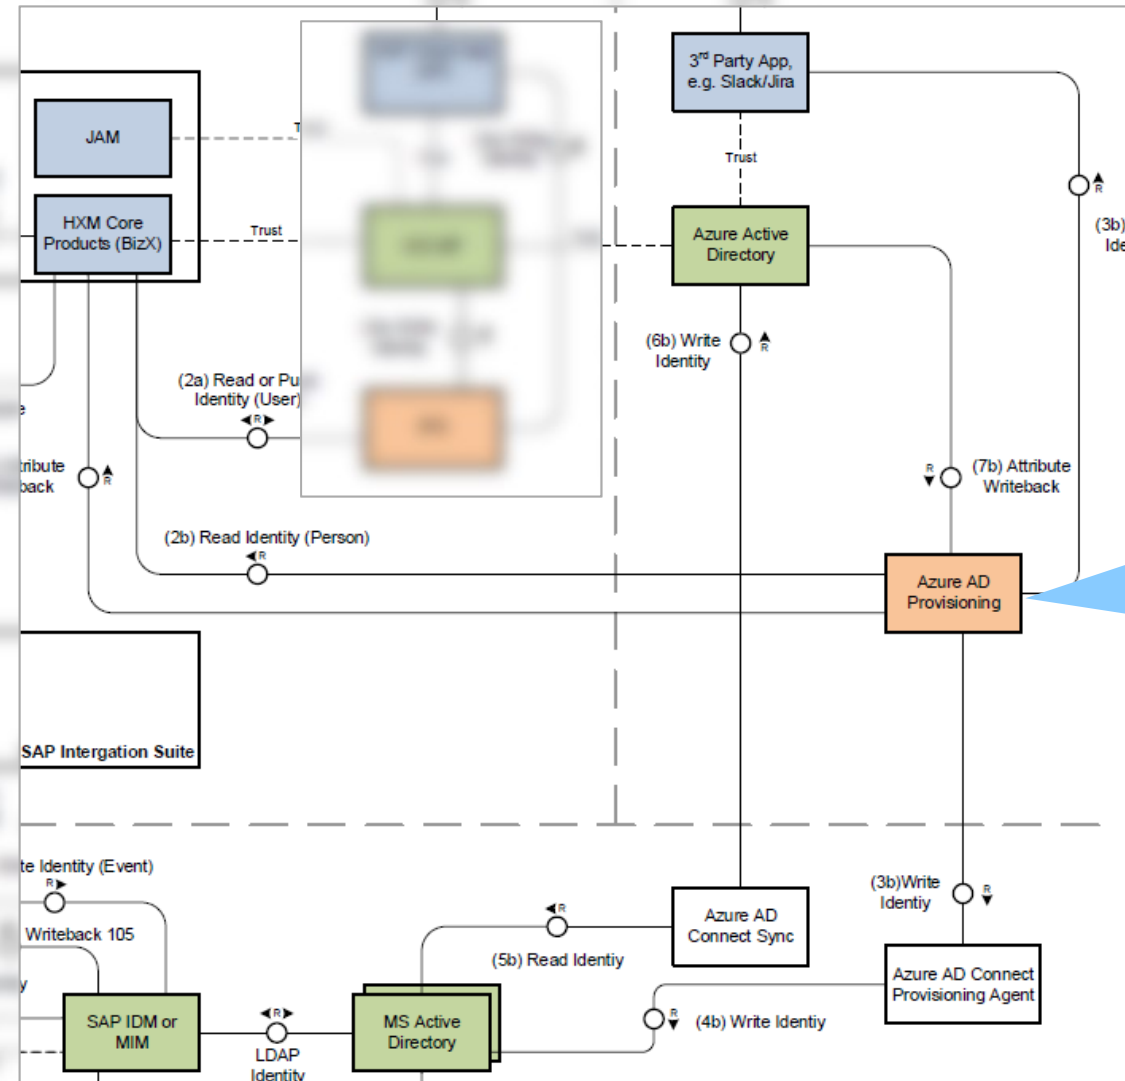 3rd Party App,
e.g. Slack/Jira
JAM
Trust
HXM Core
Products (BizX)
Trust
Azure Active
Directory
(3b)
(6b) Write
Identity
(2a) Read or Pu
Identity (User)
R
R
R
R
tribute
back
R
(7b) Attribute
Writeback
R
(2b) Read Identity (Person)
R
Azure AD
Provisioning
SAP Intergation Suite
te Identity (Event)
R
(3b)Write
Identiy
R
Azure AD
Connect Sync
R
Writeback 105
(5b) Read Identiy
Azure AD Connect
Provisioning Agent
SAP IDM or
MIM
R
LDAP
Identity
MS Active
Directory
R
(4b) Write Identiy